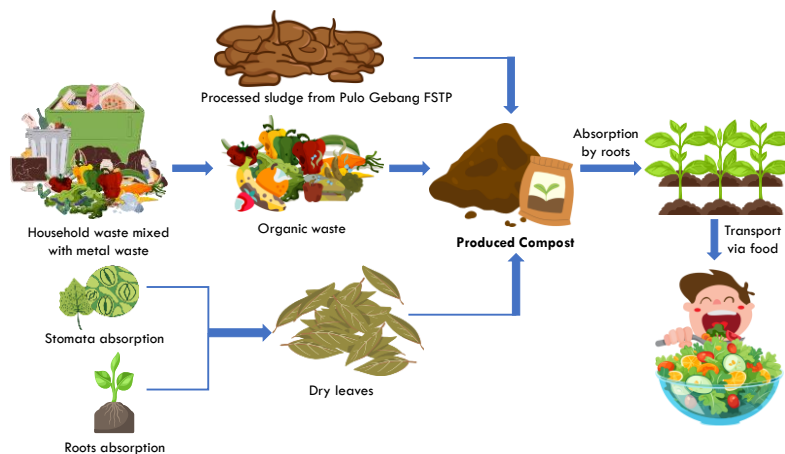 Processed sludge from Pulo Gebang FSTP
Household waste mixed
with metal waste
Organic waste
Produced Compost
Absorption
by roots
Transport
via food
Stomata absorption
Dry leaves
Roots absorption